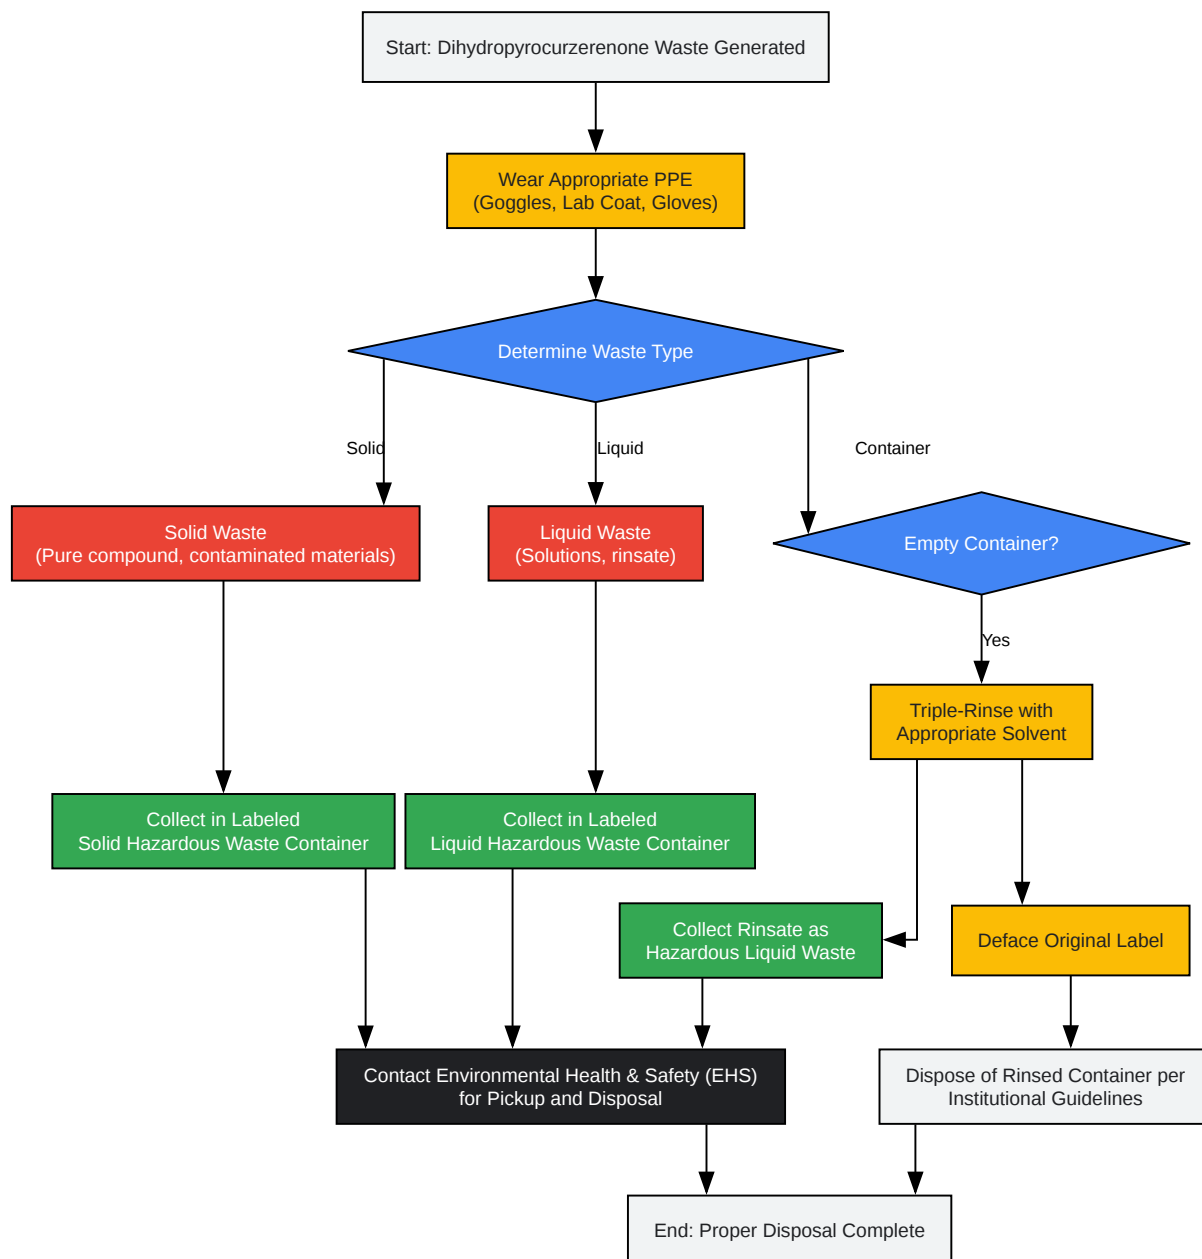 Start: Dihydropyrocurzerenone Waste Generated
Wear Appropriate PPE
(Goggles, Lab Coat, Gloves)
Determine Waste Type
Solid
Liquid
Container
Solid Waste
(Pure compound, contaminated materials)
Liquid Waste
(Solutions, rinsate)
Empty Container?
Yes
Triple-Rinse with
Appropriate Solvent
Collect in Labeled
Solid Hazardous Waste Container
Collect in Labeled
Liquid Hazardous Waste Container
Collect Rinsate as
Hazardous Liquid Waste
Deface Original Label
Contact Environmental Health & Safety (EHS)
for Pickup and Disposal
Dispose of Rinsed Container per
Institutional Guidelines
End: Proper Disposal Complete